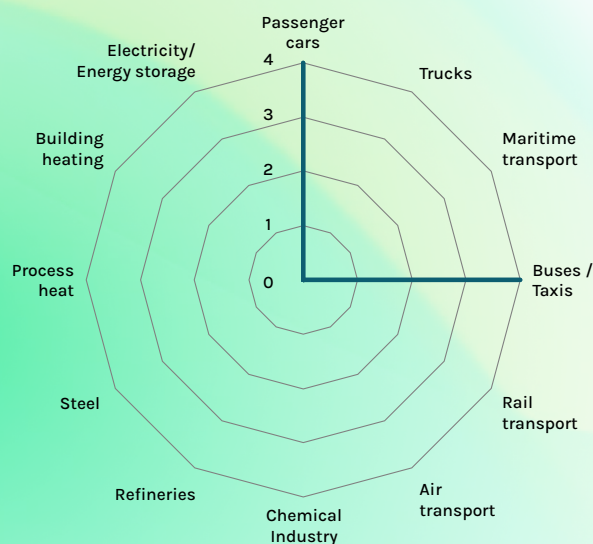 Passenger
cars
Electricity/
Energy storage
Trucks
Building
heating
Maritime
transport
4
3
2
1
0
Process
heat
Buses /
Taxis
Steel
Rail
transport
Refineries
Air
transport
Chemical
Industry